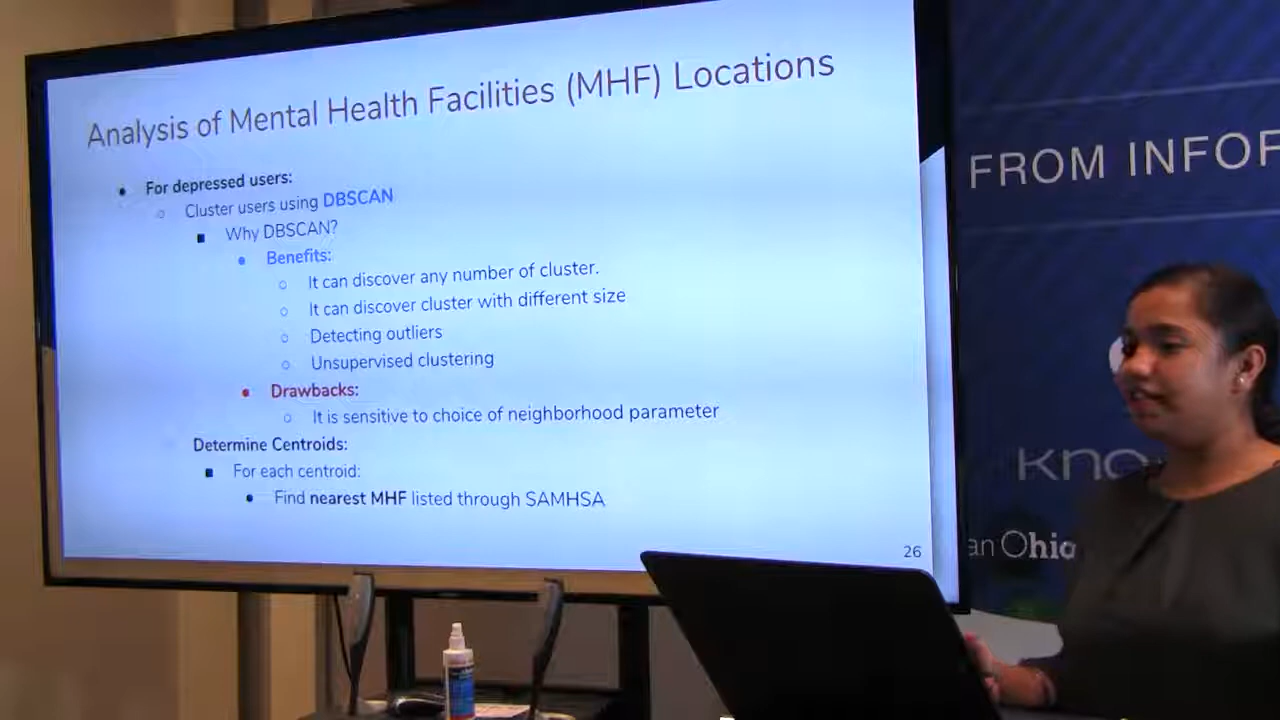 Analysis of Mental Health Facilities (MHF) Locations
For depressed users:
Cluster users using DBSCAN
Why DBSCAN?
Benefits:
It can discover any number of cluster.
It can discover cluster with different size
Detecting outliers
Unsupervised clustering
Drawbacks:
It is sensitive to choice of neighborhood parameter
Determine Centroids:
For each centroid:
Find nearest MHF listed through SAMHSA
26
FROM INFOR
kno
an Ohio